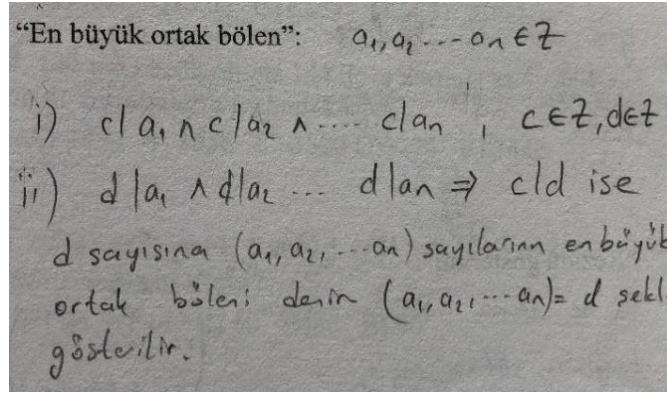 “En büyük ortak bölen”: a₁, a₂ ... aₙ ∈ Z
i) c|a₁ ∧ c|a₂ ∧ .... c|aₙ , c∈Z, d∈Z
ii) d|a₁ ∧ d|a₂ ... d|aₙ ⇒ c|d ise
d sayısına (a₁, a₂, ... aₙ) sayılarının en büyük
ortak böleni denir (a₁, a₂, ... aₙ) = d şekl
gösterilir.